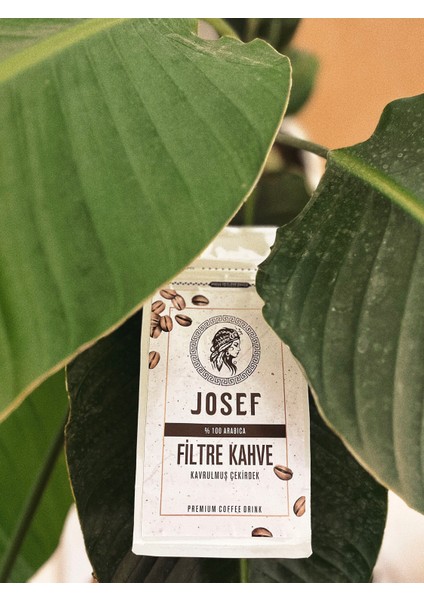 JOSEF
% 100 ARABICA
FİLTRE KAHVE
KAVRULMUŞ ÇEKİRDEK
PREMIUM COFFEE DRINK